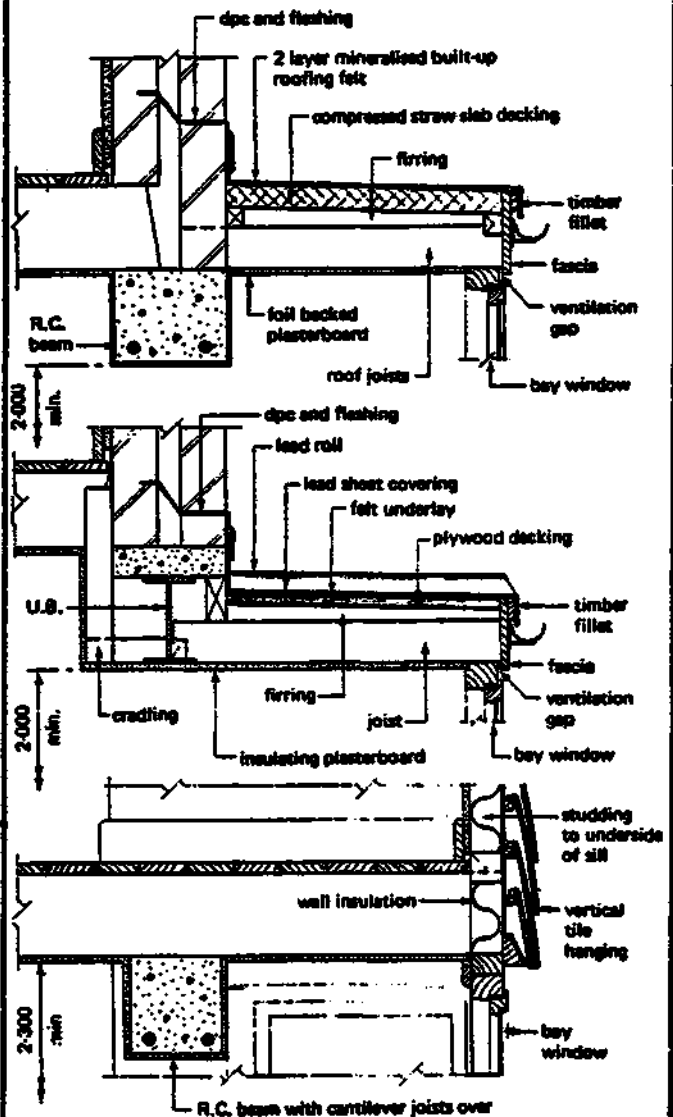 dpc and flashing
2 layer mineralised built-up
roofing felt
compressed straw slab decking
firring
timber
fillet
fascia
ventilation
gap
bay window
R.C.
beam
foil backed
plasterboard
roof joists
2·000
min.
dpc and flashing
lead roll
lead sheet covering
felt underlay
plywood decking
U.B.
timber
fillet
fascia
ventilation
gap
bay window
cradling
firring
joist
insulating plasterboard
2·000
min.
studding
to underside
of sill
wall insulation
vertical
tile
hanging
2·300
min
bay
window
R.C. beam with cantilever joists over